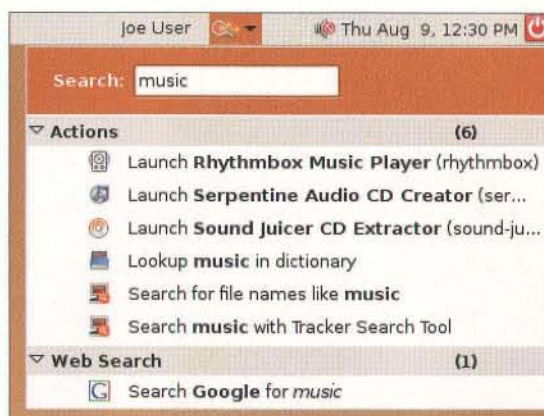 Joe User Thu Aug 9, 12:30 PM
Search: music
Actions (6)
Launch Rhythmbox Music Player (rhythmbox)
Launch Serpentine Audio CD Creator (ser...
Launch Sound Juicer CD Extractor (sound-ju...
Lookup music in dictionary
Search for file names like music
Search music with Tracker Search Tool
Web Search (1)
G Search Google for music